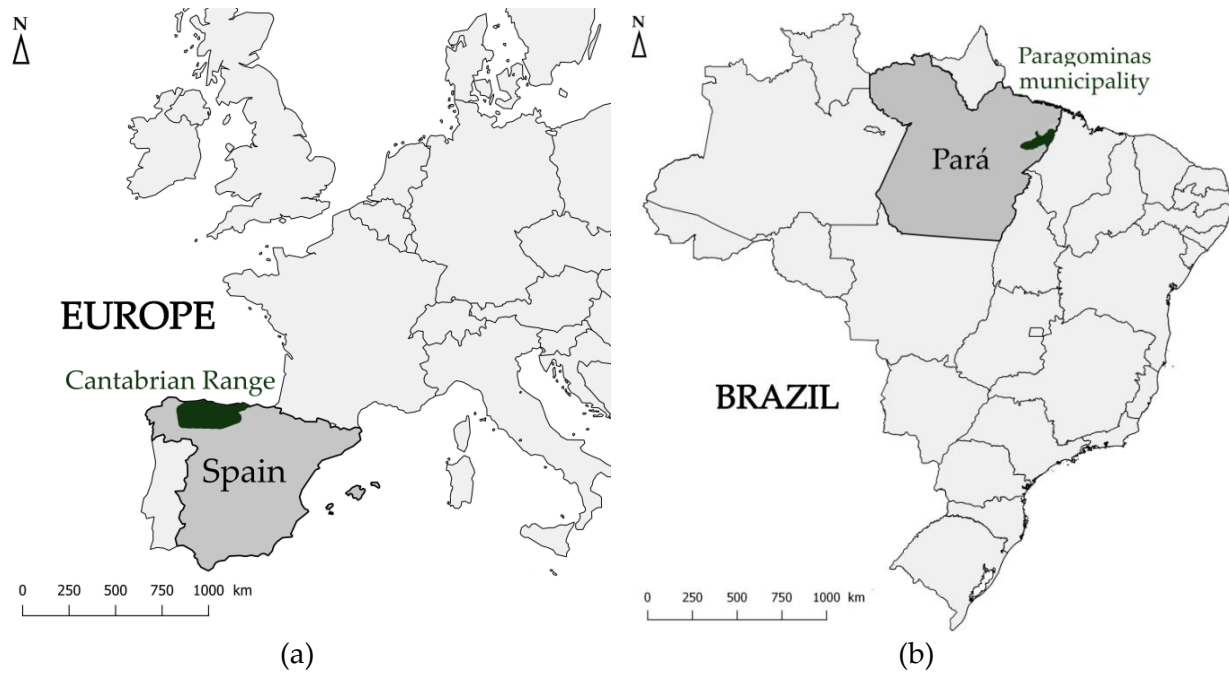 N
EUROPE
Cantabrian Range
Spain
0 250 500 750 1000 km
(a)
N
Paragominas
municipality
Pará
BRAZIL
0 250 500 750 1000 km
(b)